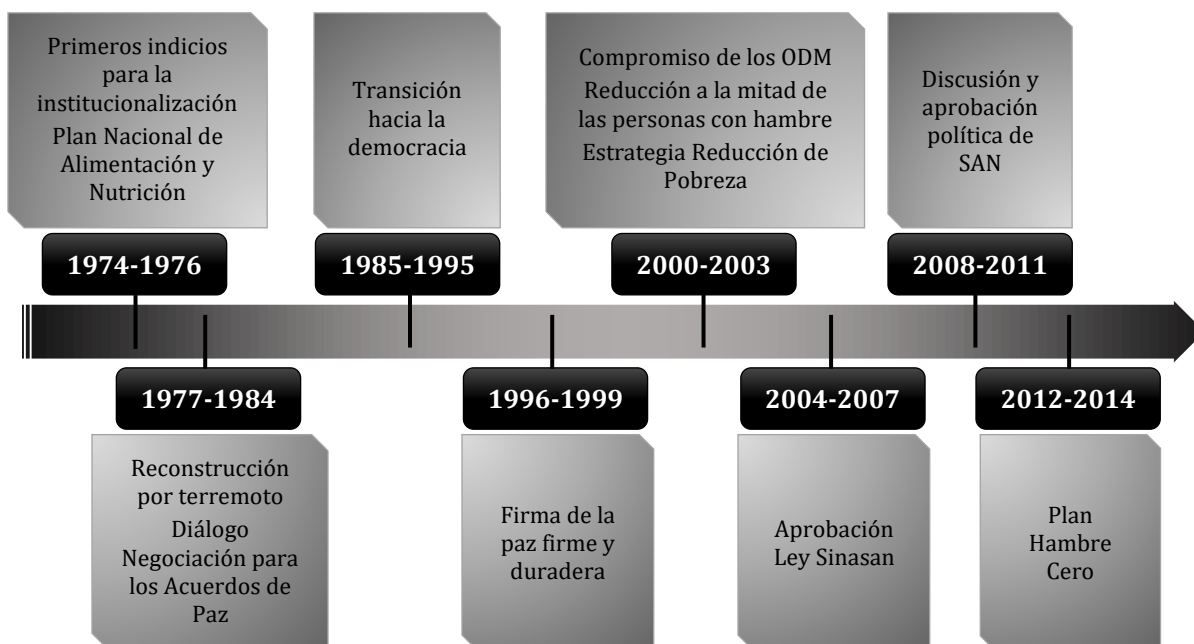 Primeros indicios
para la
institucionalización
Plan Nacional de
Alimentación y
Nutrición
1974-1976
Transición
hacia la
democracia
1985-1995
Compromiso de los ODM
Reducción a la mitad de
las personas con hambre
Estrategia Reducción de
Pobreza
2000-2003
Discusión y
aprobación
política de
SAN
2008-2011
1977-1984
Reconstrucción
por terremoto
Diálogo
Negociación para
los Acuerdos de
Paz
1996-1999
Firma de la
paz firme y
duradera
2004-2007
Aprobación
Ley Sinasan
2012-2014
Plan
Hambre
Cero